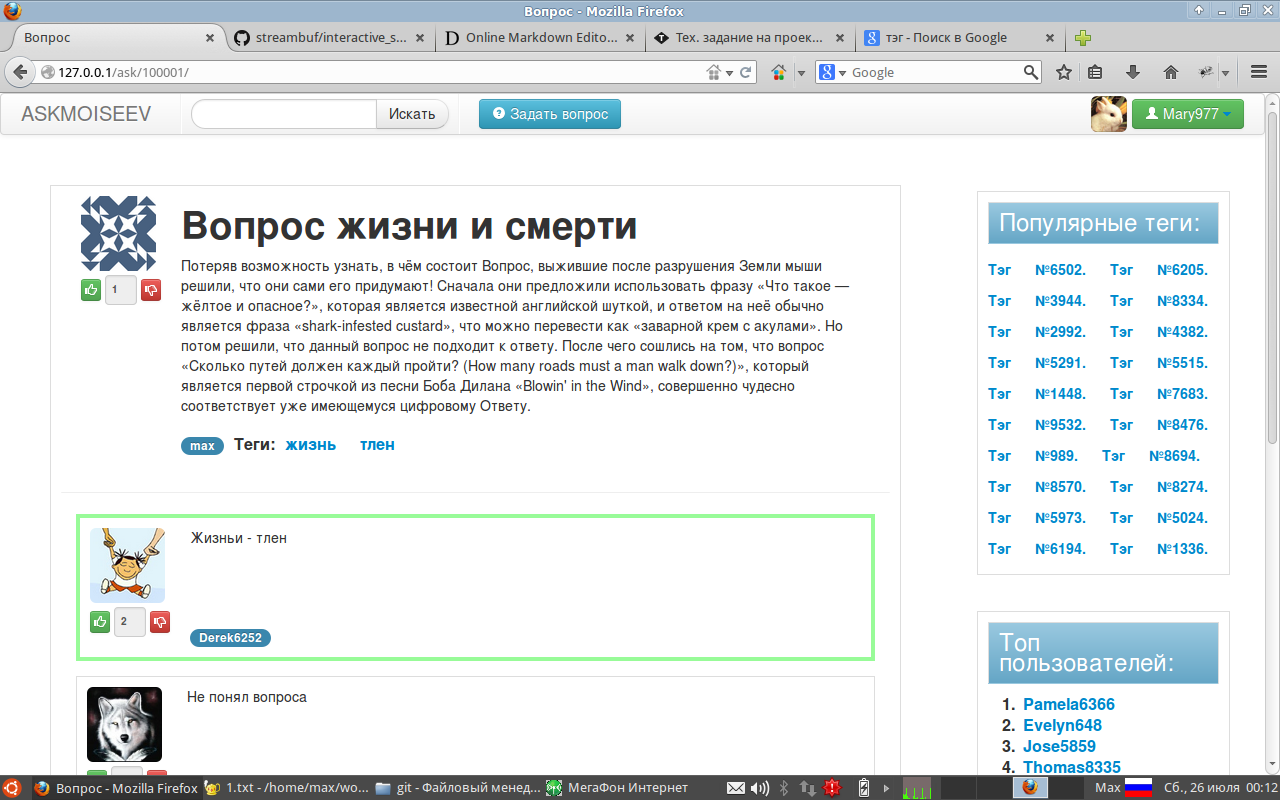 Вопрос - Mozilla Firefox
Вопрос streambuf/interactive_s... Online Markdown Edito... Тех. задание на проек... тэг - Поиск в Google
127.0.0.1/ask/100001/ Google
ASKMOISEEV Искать Задать вопрос Mary977
Вопрос жизни и смерти
1
Потеряв возможность узнать, в чём состоит Вопрос, выжившие после разрушения Земли мыши
решили, что они сами его придумают! Сначала они предложили использовать фразу «Что такое —
жёлтое и опасное?», которая является известной английской шуткой, и ответом на неё обычно
является фраза «shark-infested custard», что можно перевести как «заварной крем с акулами». Но
потом решили, что данный вопрос не подходит к ответу. После чего сошлись на том, что вопрос
«Сколько путей должен каждый пройти? (How many roads must a man walk down?)», который
является первой строчкой из песни Боба Дилана «Blowin' in the Wind», совершенно чудесно
соответствует уже имеющемуся цифровому Ответу.
max Теги: жизнь тлен
Жизньи - тлен
2
Derek6252
Не понял вопроса
Популярные теги:
Тэг №6502. Тэг №6205.
Тэг №3944. Тэг №8334.
Тэг №2992. Тэг №4382.
Тэг №5291. Тэг №5515.
Тэг №1448. Тэг №7683.
Тэг №9532. Тэг №8476.
Тэг №989. Тэг №8694.
Тэг №8570. Тэг №8274.
Тэг №5973. Тэг №5024.
Тэг №6194. Тэг №1336.
Топ
пользователей:
1. Pamela6366
2. Evelyn648
3. Jose5859
4. Thomas8335
Вопрос - Mozilla Firefox 1.txt - /home/max/wo... git - Файловый менед... МегаФон Интернет Max Сб, 26 июля 00:12